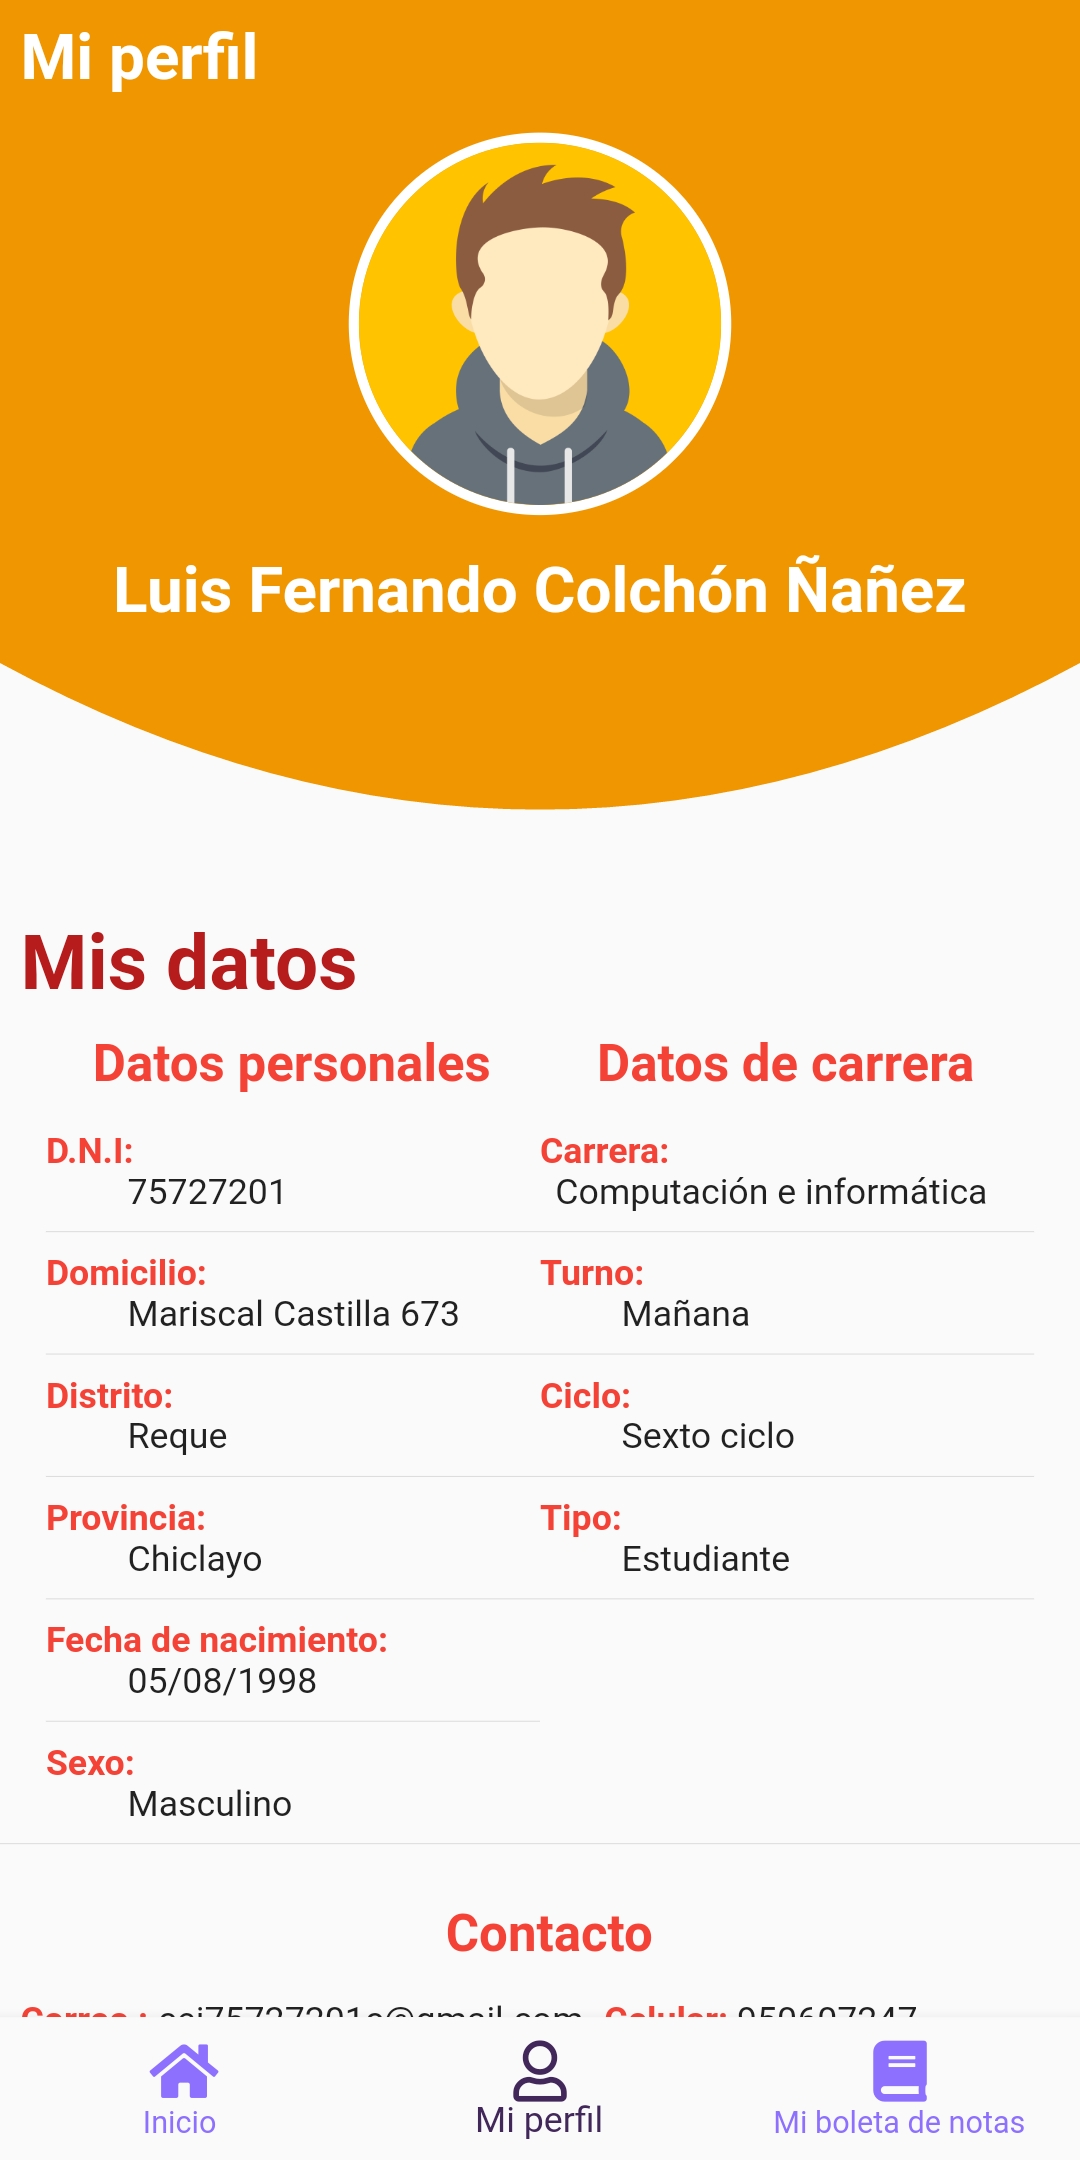 Mi perfil
Luis Fernando Colchón Ñañez
Mis datos
Datos personales
D.N.I:
75727201
Domicilio:
Mariscal Castilla 673
Distrito:
Reque
Provincia:
Chiclayo
Fecha de nacimiento:
05/08/1998
Sexo:
Masculino
Datos de carrera
Carrera:
Computación e informática
Turno:
Mañana
Ciclo:
Sexto ciclo
Tipo:
Estudiante
Contacto
Correo : Celular:
Inicio
Mi perfil
Mi boleta de notas